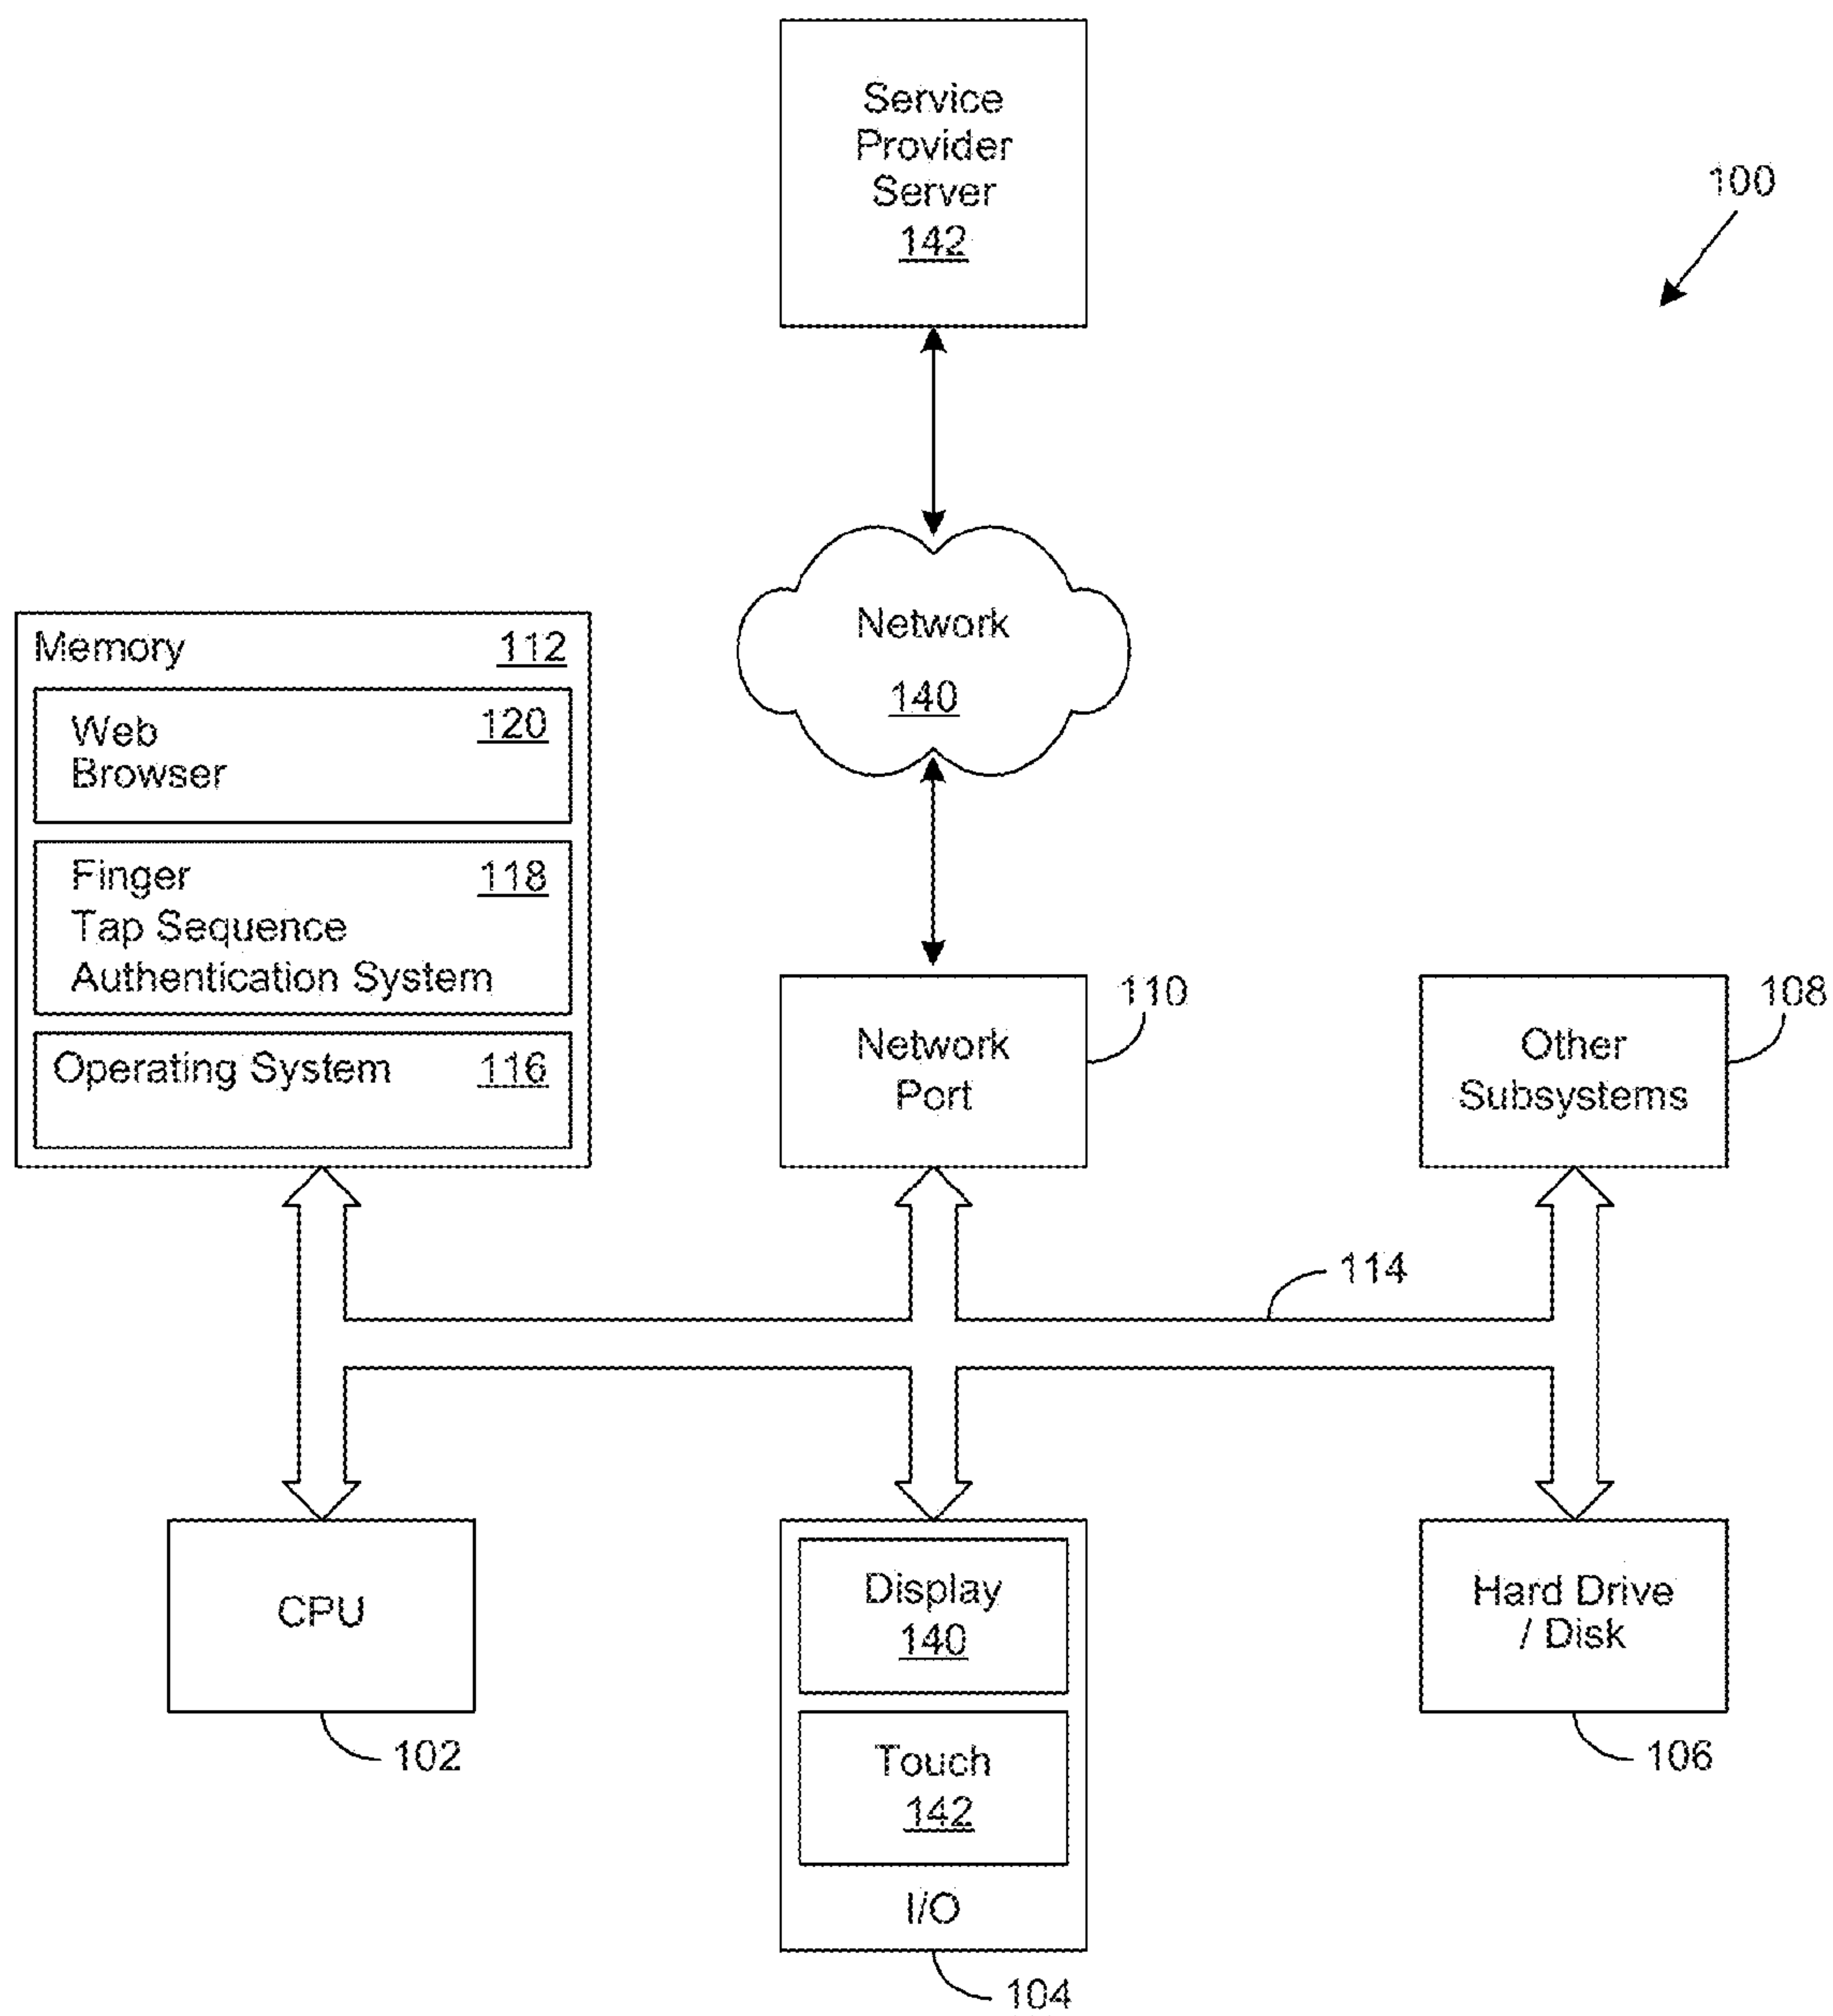 Service
Provider
Server
142
100
Network
140
Memory 112
Web 120
Browser
Finger 118
Tap Sequence
Authentication System
Operating System 116
Network
Port
110
Other
Subsystems
108
114
CPU
102
Display
140
Touch
142
I/O
104
Hard Drive
/ Disk
106